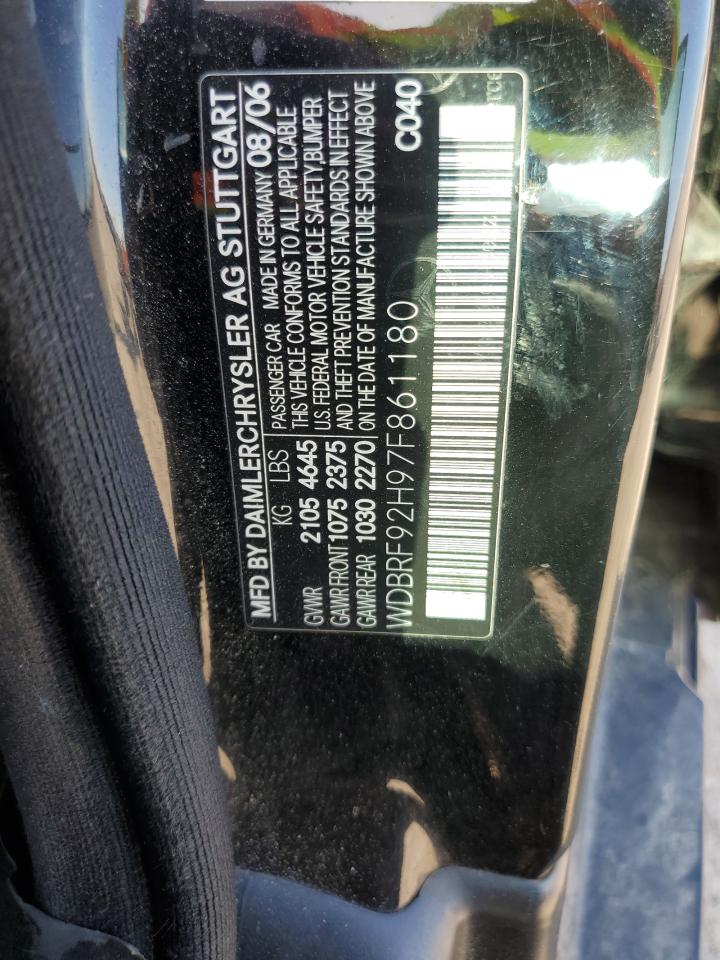 MFD BY DAIMLERCHRYSLER AG STUTTGART
KG LBS PASSENGER CAR MADE IN GERMANY 08/06
GVWR 2105 4645 THIS VEHICLE CONFORMS TO ALL APPLICABLE
U.S. FEDERAL MOTOR VEHICLE SAFETY,BUMPER
GAWR FRONT 1075 2375 AND THEFT PREVENTION STANDARDS IN EFFECT
GAWR REAR 1030 2270 ON THE DATE OF MANUFACTURE SHOWN ABOVE
WDBRF92H97F861180 C040